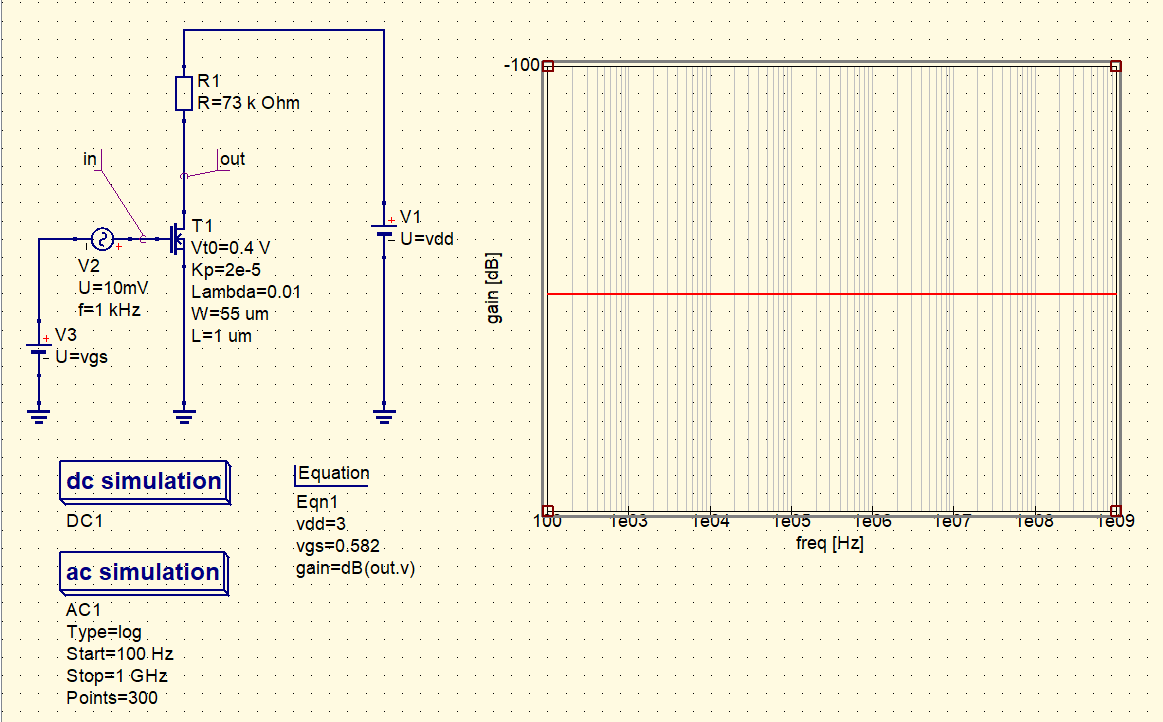 R1
R=73 k Ohm
in
out
T1
Vt0=0.4 V
Kp=2e-5
Lambda=0.01
W=55 um
L=1 um
V2
U=10mV
f=1 kHz
V3
U=vgs
V1
U=vdd
dc simulation
DC1
ac simulation
AC1
Type=log
Start=100 Hz
Stop=1 GHz
Points=300
Equation
Eqn1
vdd=3
vgs=0.582
gain=dB(out.v)
-100
gain [dB]
100 1e03 1e04 1e05 1e06 1e07 1e08 1e09
freq [Hz]